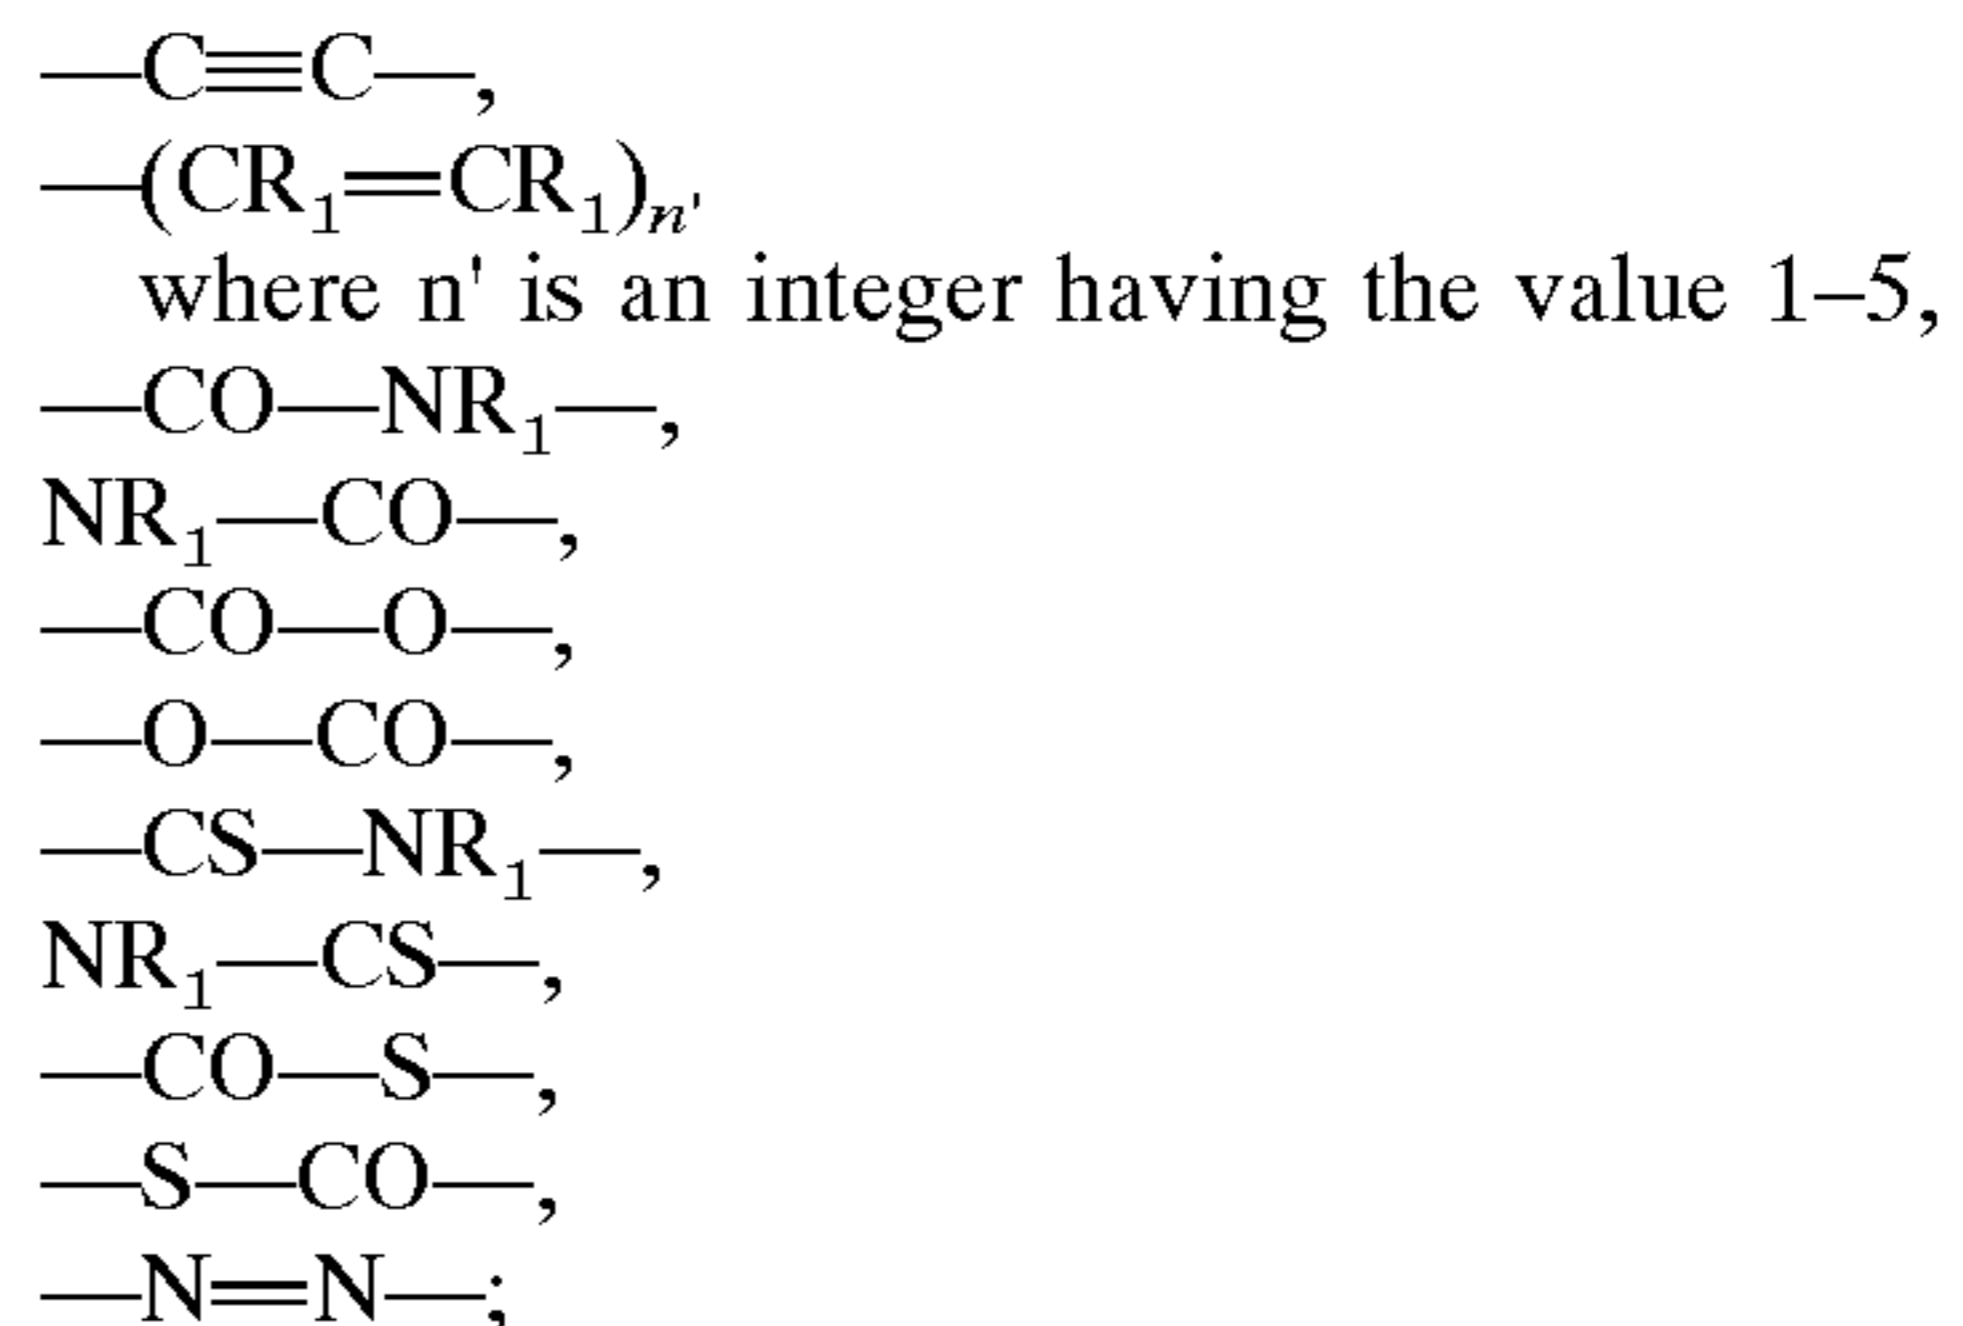 —C≡C—,
—(CR₁=CR₁)ₙ'
where n' is an integer having the value 1–5,
—CO—NR₁—,
NR₁—CO—,
—CO—O—,
—O—CO—,
—CS—NR₁—,
NR₁—CS—,
—CO—S—,
—S—CO—,
—N=N—;